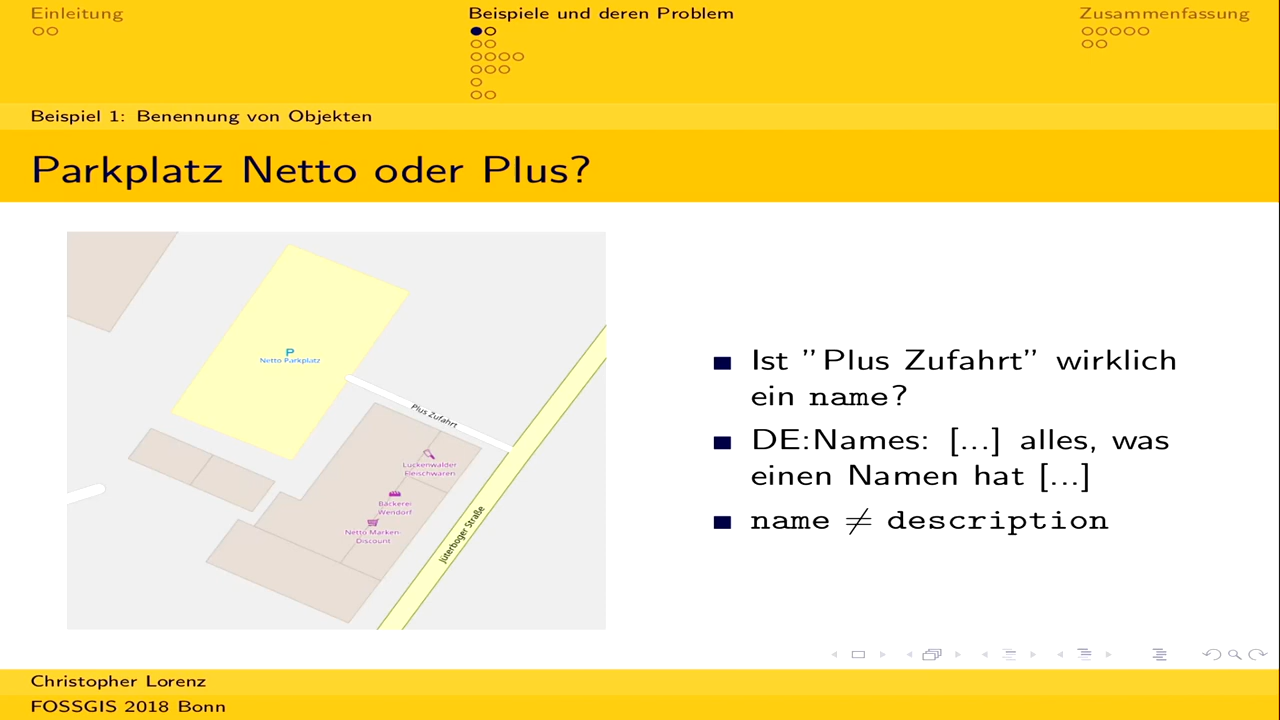 Einleitung
Beispiele und deren Problem
Zusammenfassung
Beispiel 1: Benennung von Objekten
Parkplatz Netto oder Plus?
P
Netto Parkplatz
Plus Zufahrt
Luckenwalder
Fleischwaren
Bäckerei
Wendorf
Netto Marken-
Discount
Jüterboger Straße
Ist "Plus Zufahrt" wirklich
ein name?
DE:Names: [...] alles, was
einen Namen hat [...]
name ≠ description
Christopher Lorenz
FOSSGIS 2018 Bonn